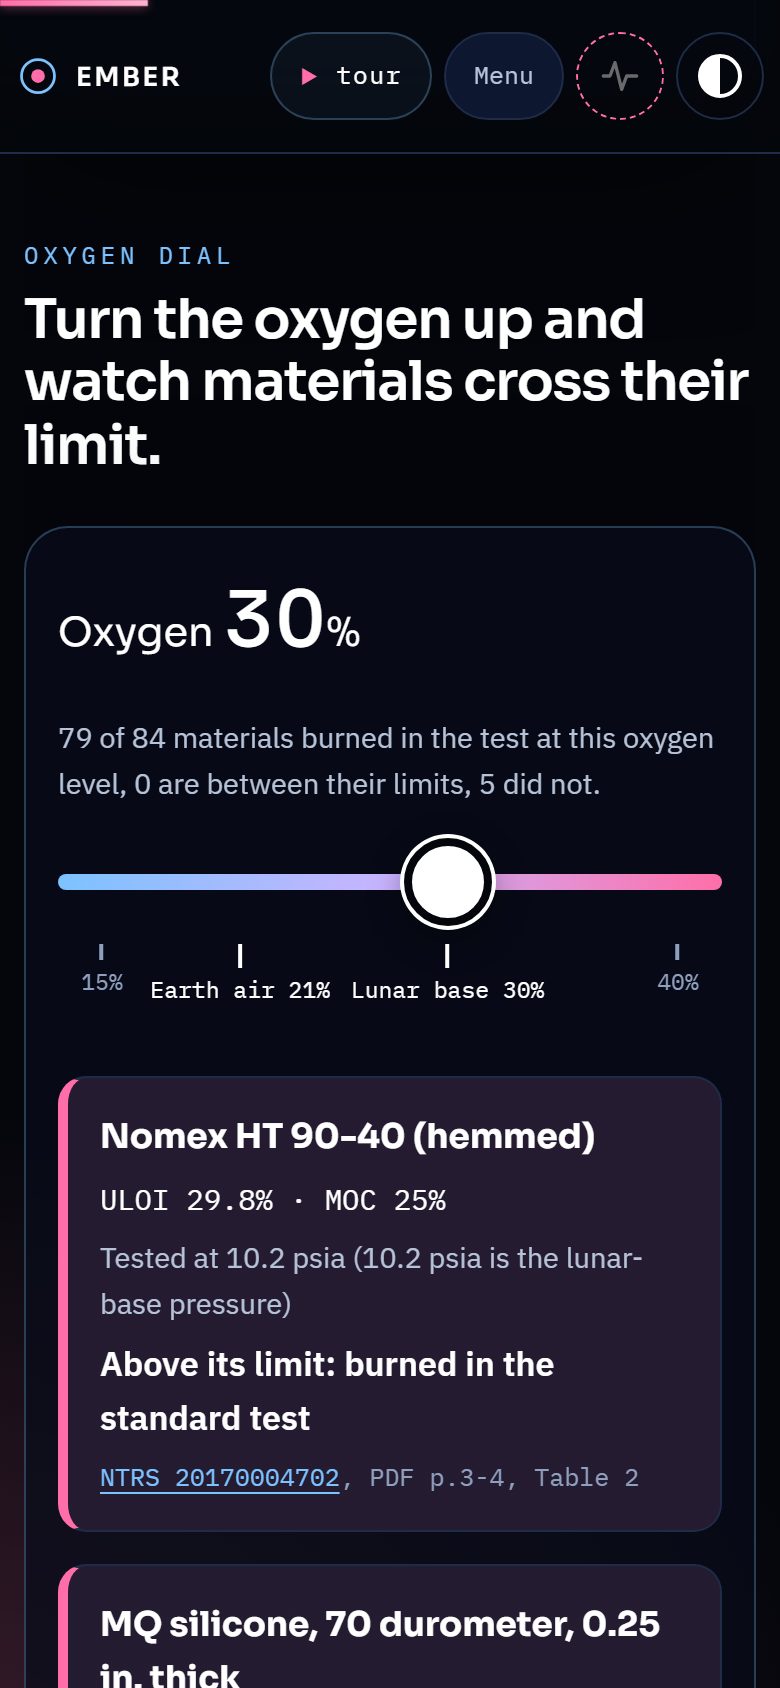 EMBER
▶ tour
Menu
OXYGEN DIAL
Turn the oxygen up and
watch materials cross their
limit.
Oxygen 30%
79 of 84 materials burned in the test at this oxygen
level, 0 are between their limits, 5 did not.
15%
Earth air 21%
Lunar base 30%
40%
Nomex HT 90-40 (hemmed)
ULOI 29.8% · MOC 25%
Tested at 10.2 psia (10.2 psia is the lunar-
base pressure)
Above its limit: burned in the
standard test
NTRS 20170004702, PDF p.3-4, Table 2
MQ silicone, 70 durometer, 0.25
in. thick